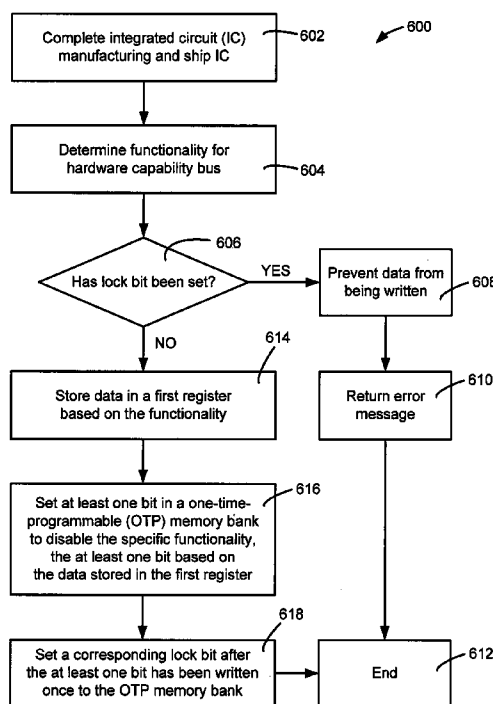 Complete integrated circuit (IC)
manufacturing and ship IC
602
600
Determine functionality for
hardware capability bus
604
606
Has lock bit been set?
YES
Prevent data from
being written
608
NO
614
Store data in a first register
based on the functionality
610
Return error
message
616
Set at least one bit in a one-time-
programmable (OTP) memory bank
to disable the specific functionality,
the at least one bit based on
the data stored in the first register
618
Set a corresponding lock bit after
the at least one bit has been written
once to the OTP memory bank
End
612